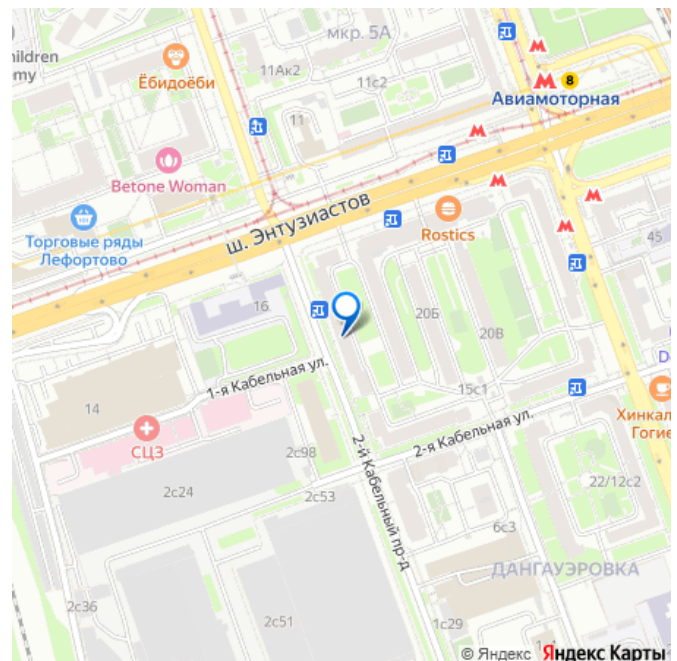 мкр. 5А
ildren
my
Ёбидоёби
11Ак2
11с2
8
Авиамоторная
11
Betone Woman
ш. Энтузиастов
Rostics
Торговые ряды
Лефортово
45
16
20Б
20В
D
1-я Кабельная ул.
15с1
14
2-я Кабельная ул.
Хинкал
Гогие
СЦЗ
2с98
2-й Кабельный пр-д
22/12с2
2с24
2с53
6с3
ДАНГАУЭРОВКА
2с36
2с51
1с29
© Яндекс Яндекс Карты